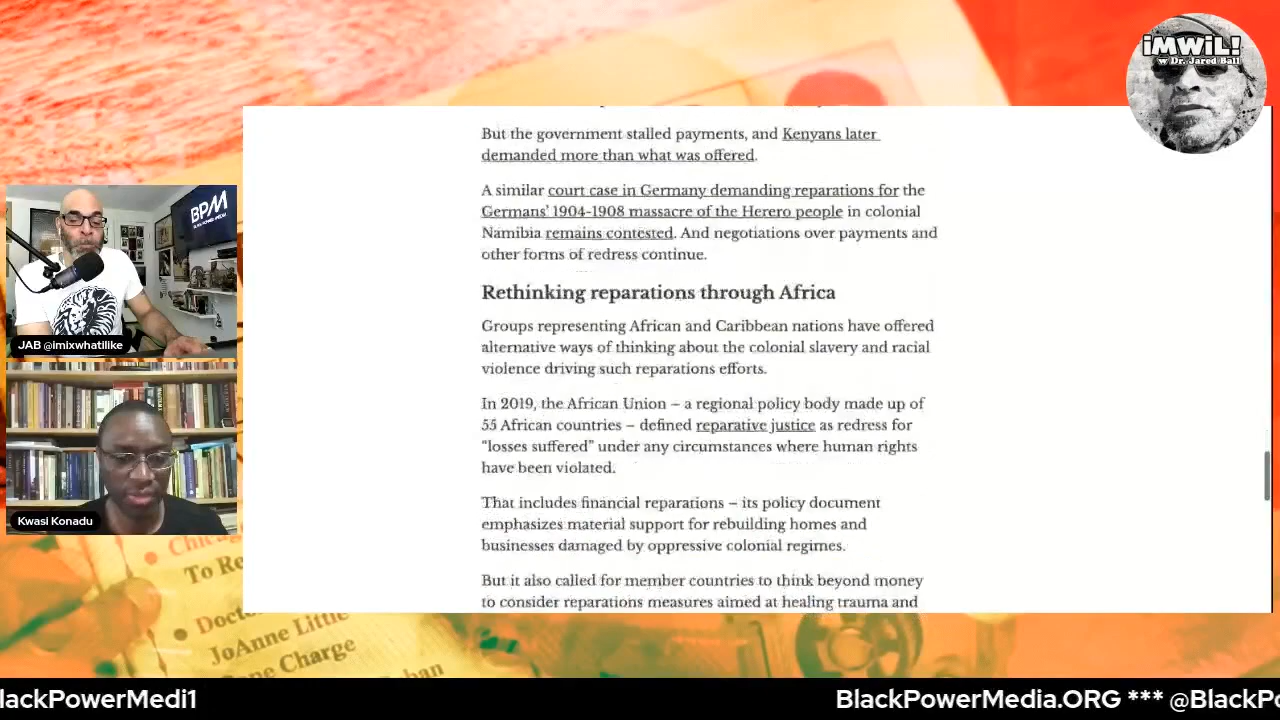 iMWiL!
w Dr. Jared Ball
But the government stalled payments, and Kenyans later
demanded more than what was offered.
A similar court case in Germany demanding reparations for the
Germans' 1904-1908 massacre of the Herero people in colonial
Namibia remains contested. And negotiations over payments and
other forms of redress continue.
Rethinking reparations through Africa
Groups representing African and Caribbean nations have offered
alternative ways of thinking about the colonial slavery and racial
violence driving such reparations efforts.
In 2019, the African Union – a regional policy body made up of
55 African countries – defined reparative justice as redress for
“losses suffered” under any circumstances where human rights
have been violated.
That includes financial reparations – its policy document
emphasizes material support for rebuilding homes and
businesses damaged by oppressive colonial regimes.
But it also called for member countries to think beyond money
to consider reparations measures aimed at healing trauma and
BPM
JAB @imixwhatilike
Kwasi Konadu
To Re
JoAnne Little
Charge
lackPowerMedi1
BlackPowerMedia.ORG *** @BlackPo